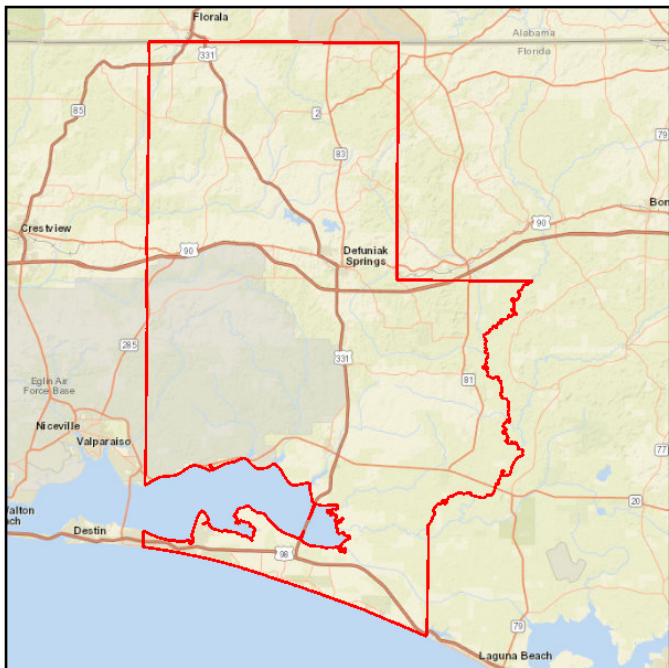 Florala
Alabama
Florida
331
85
2
79
83
Bon
Crestview
90
90
Defuniak
Springs
285
331
81
Eglin Air
Force Base
Niceville
Valparaiso
77
20
Walton
ach
Destin
98
79
Laguna Beach